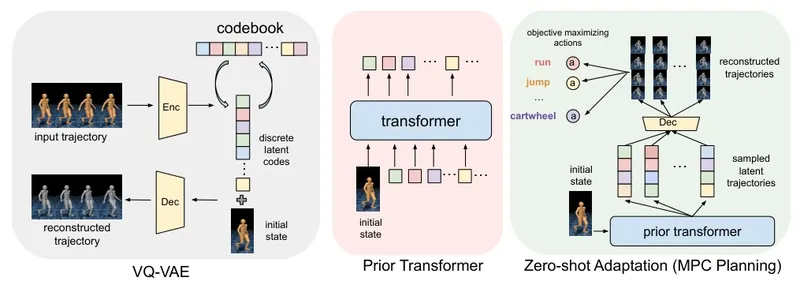 codebook
Enc
input trajectory
discrete
latent
codes
Dec
reconstructed
trajectory
initial
state
VQ-VAE
transformer
initial
state
Prior Transformer
objective maximizing
actions
run
a
jump
a
...
cartwheel
a
reconstructed
trajectories
Dec
initial
state
sampled
latent
trajectories
prior transformer
Zero-shot Adaptation (MPC Planning)